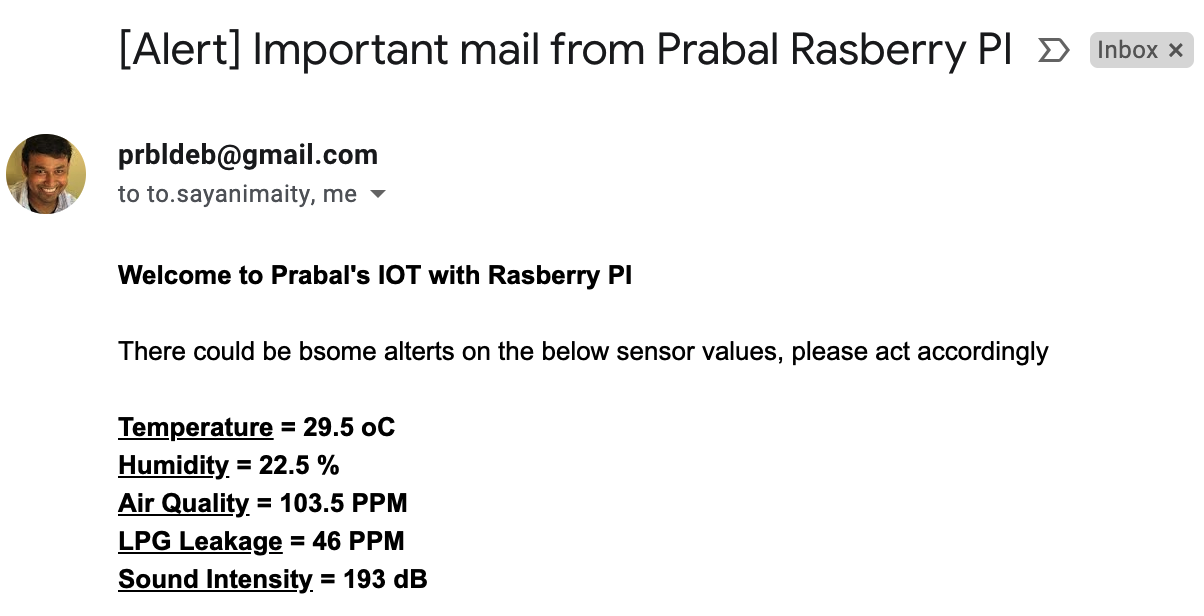 [Alert] Important mail from Prabal Rasberry PI
Inbox ×
prbldeb@gmail.com
to to.sayanimaity, me
Welcome to Prabal's IOT with Rasberry PI
There could be bsome alterts on the below sensor values, please act accordingly
Temperature = 29.5 oC
Humidity = 22.5 %
Air Quality = 103.5 PPM
LPG Leakage = 46 PPM
Sound Intensity = 193 dB